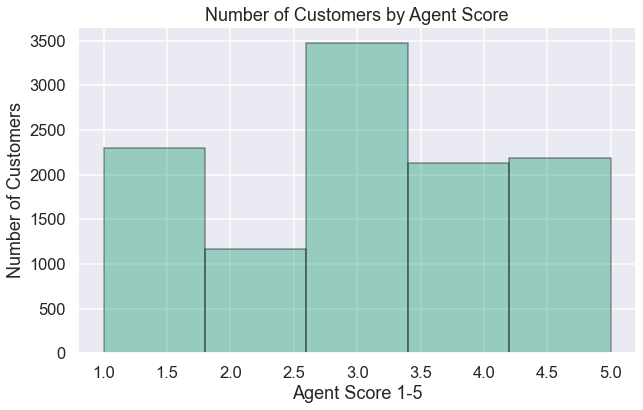 Number of Customers by Agent Score
3500
3000
2500
2000
1500
1000
500
0
Number of Customers
1.0 1.5 2.0 2.5 3.0 3.5 4.0 4.5 5.0
Agent Score 1-5